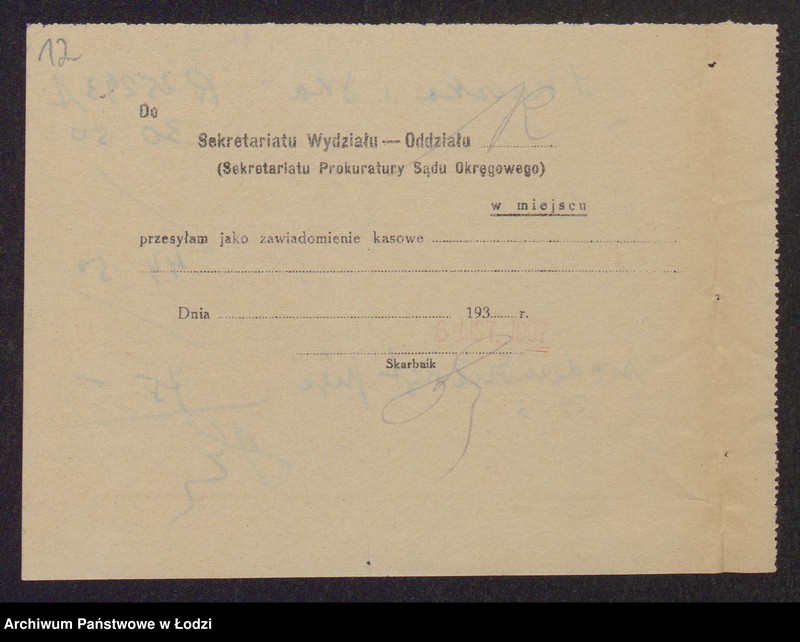 12
Do
Sekretariatu Wydziału — Oddziału R
(Sekretariatu Prokuratury Sądu Okręgowego)
w miejscu
przesyłam jako zawiadomienie kasowe
Dnia 193 r.
Skarbnik
Archiwum Państwowe w Łodzi